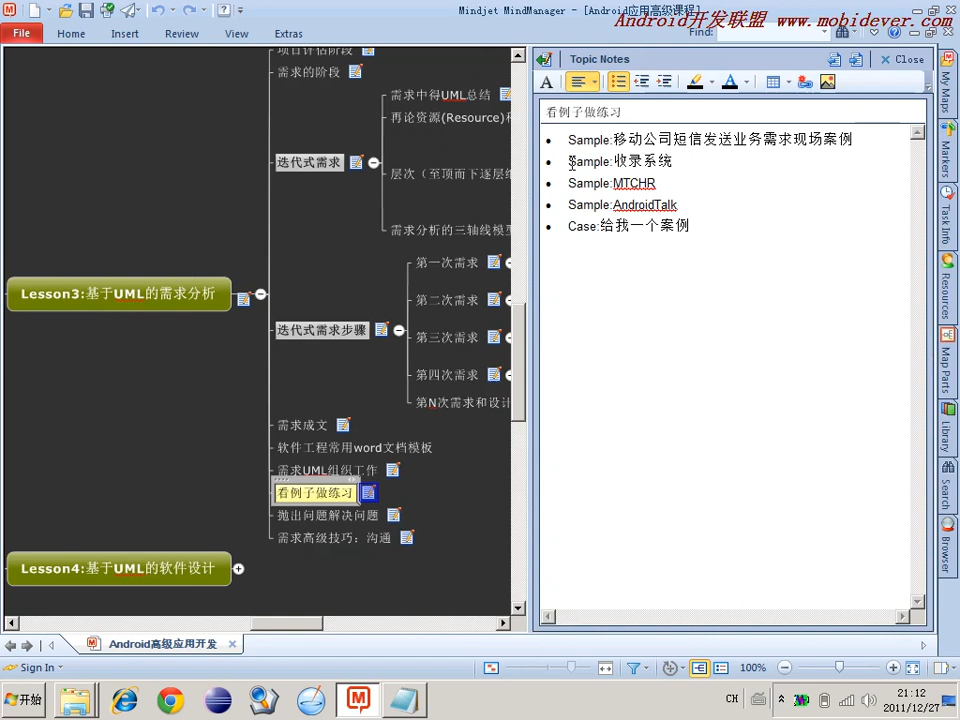 Mindjet MindManager - [Android应用高级课程]
Android开发联盟 www.mobidever.com
File Home Insert Review View Extras Find:
项目评估阶段
需求的阶段
需求中得UML总结
再论资源(Resource)和
迭代式需求
层次（至顶而下逐层细
需求分析的三轴线模型
第一次需求
Lesson3:基于UML的需求分析
第二次需求
迭代式需求步骤
第三次需求
第四次需求
第N次需求和设计
需求成文
软件工程常用word文档模板
需求UML组织工作
看例子做练习
抛出问题解决问题
需求高级技巧：沟通
Lesson4:基于UML的软件设计
Topic Notes Close
看例子做练习
Sample:移动公司短信发送业务需求现场案例
Sample:收录系统
Sample:MTCHR
Sample:AndroidTalk
Case:给我一个案例
My Maps
Markers
Task Info
Resources
Map Parts
Library
Search
Browser
Android高级应用开发
Sign In 100%
开始 CH 21:12
2011/12/27